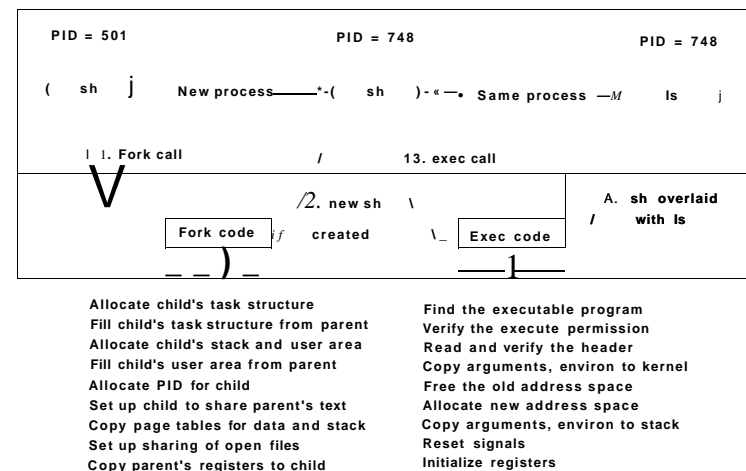 PID = 501 PID = 748 PID = 748
( sh j New process *-( sh )-«—• Same process —M ls j
| 1. Fork call / 13. exec call
V /2. new sh \ A. sh overlaid
Fork code if created \_ Exec code / with ls
_ _ ) _ —1—
Allocate child's task structure
Fill child's task structure from parent
Allocate child's stack and user area
Fill child's user area from parent
Allocate PID for child
Set up child to share parent's text
Copy page tables for data and stack
Set up sharing of open files
Copy parent's registers to child
Find the executable program
Verify the execute permission
Read and verify the header
Copy arguments, environ to kernel
Free the old address space
Allocate new address space
Copy arguments, environ to stack
Reset signals
Initialize registers